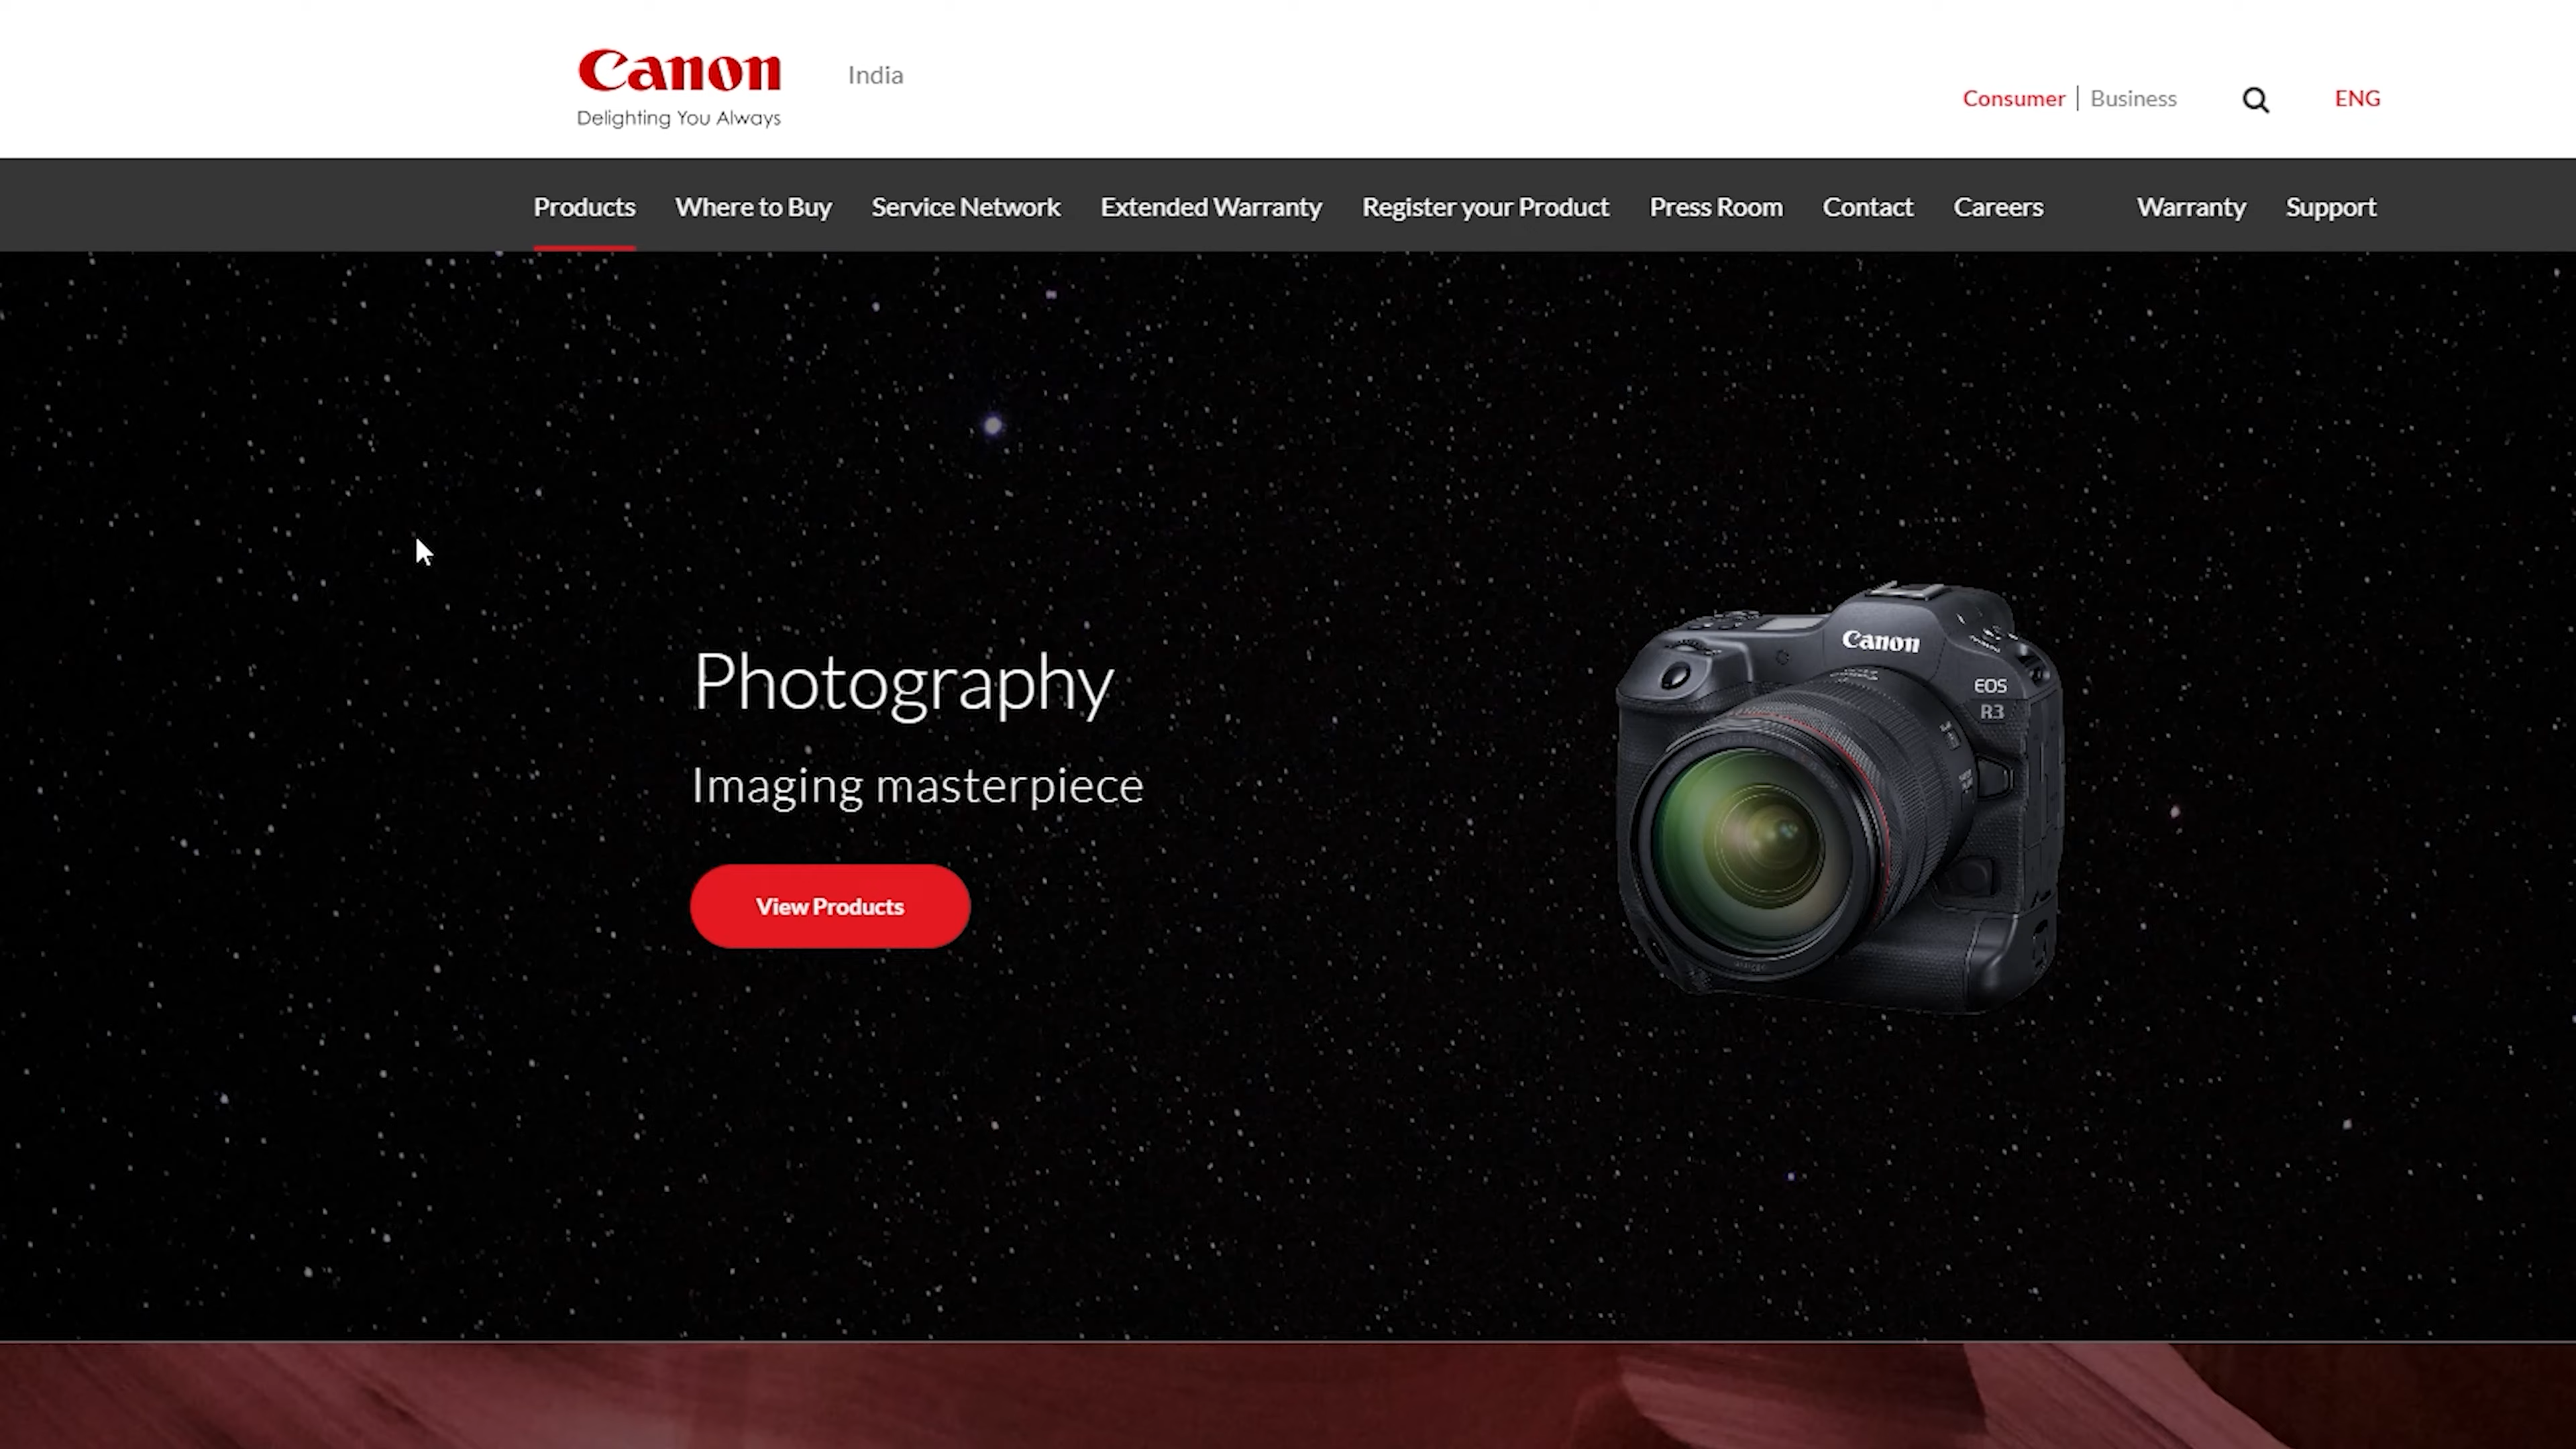 Canon
Delighting You Always
India
Consumer | Business
ENG
Products Where to Buy Service Network Extended Warranty Register your Product Press Room Contact Careers Warranty Support
Photography
Imaging masterpiece
View Products
Canon
EOS
R3